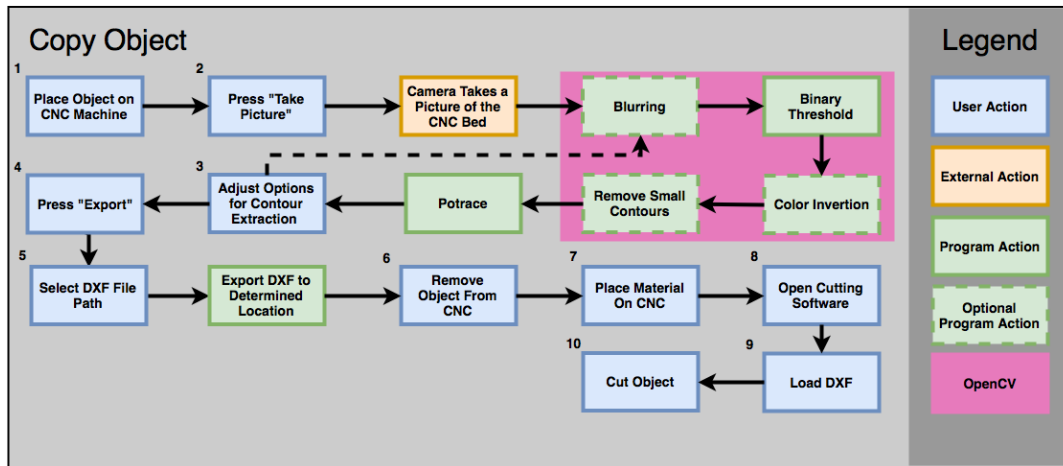 Copy Object
Legend
1
Place Object on
CNC Machine
2
Press "Take
Picture"
Camera Takes a
Picture of the
CNC Bed
Blurring
Binary
Threshold
User Action
4
Press "Export"
3
Adjust Options
for Contour
Extraction
Potrace
Remove Small
Contours
Color Invertion
External Action
Program Action
5
Select DXF File
Path
Export DXF to
Determined
Location
6
Remove
Object From
CNC
7
Place Material
On CNC
8
Open Cutting
Software
Optional
Program Action
10
Cut Object
9
Load DXF
OpenCV